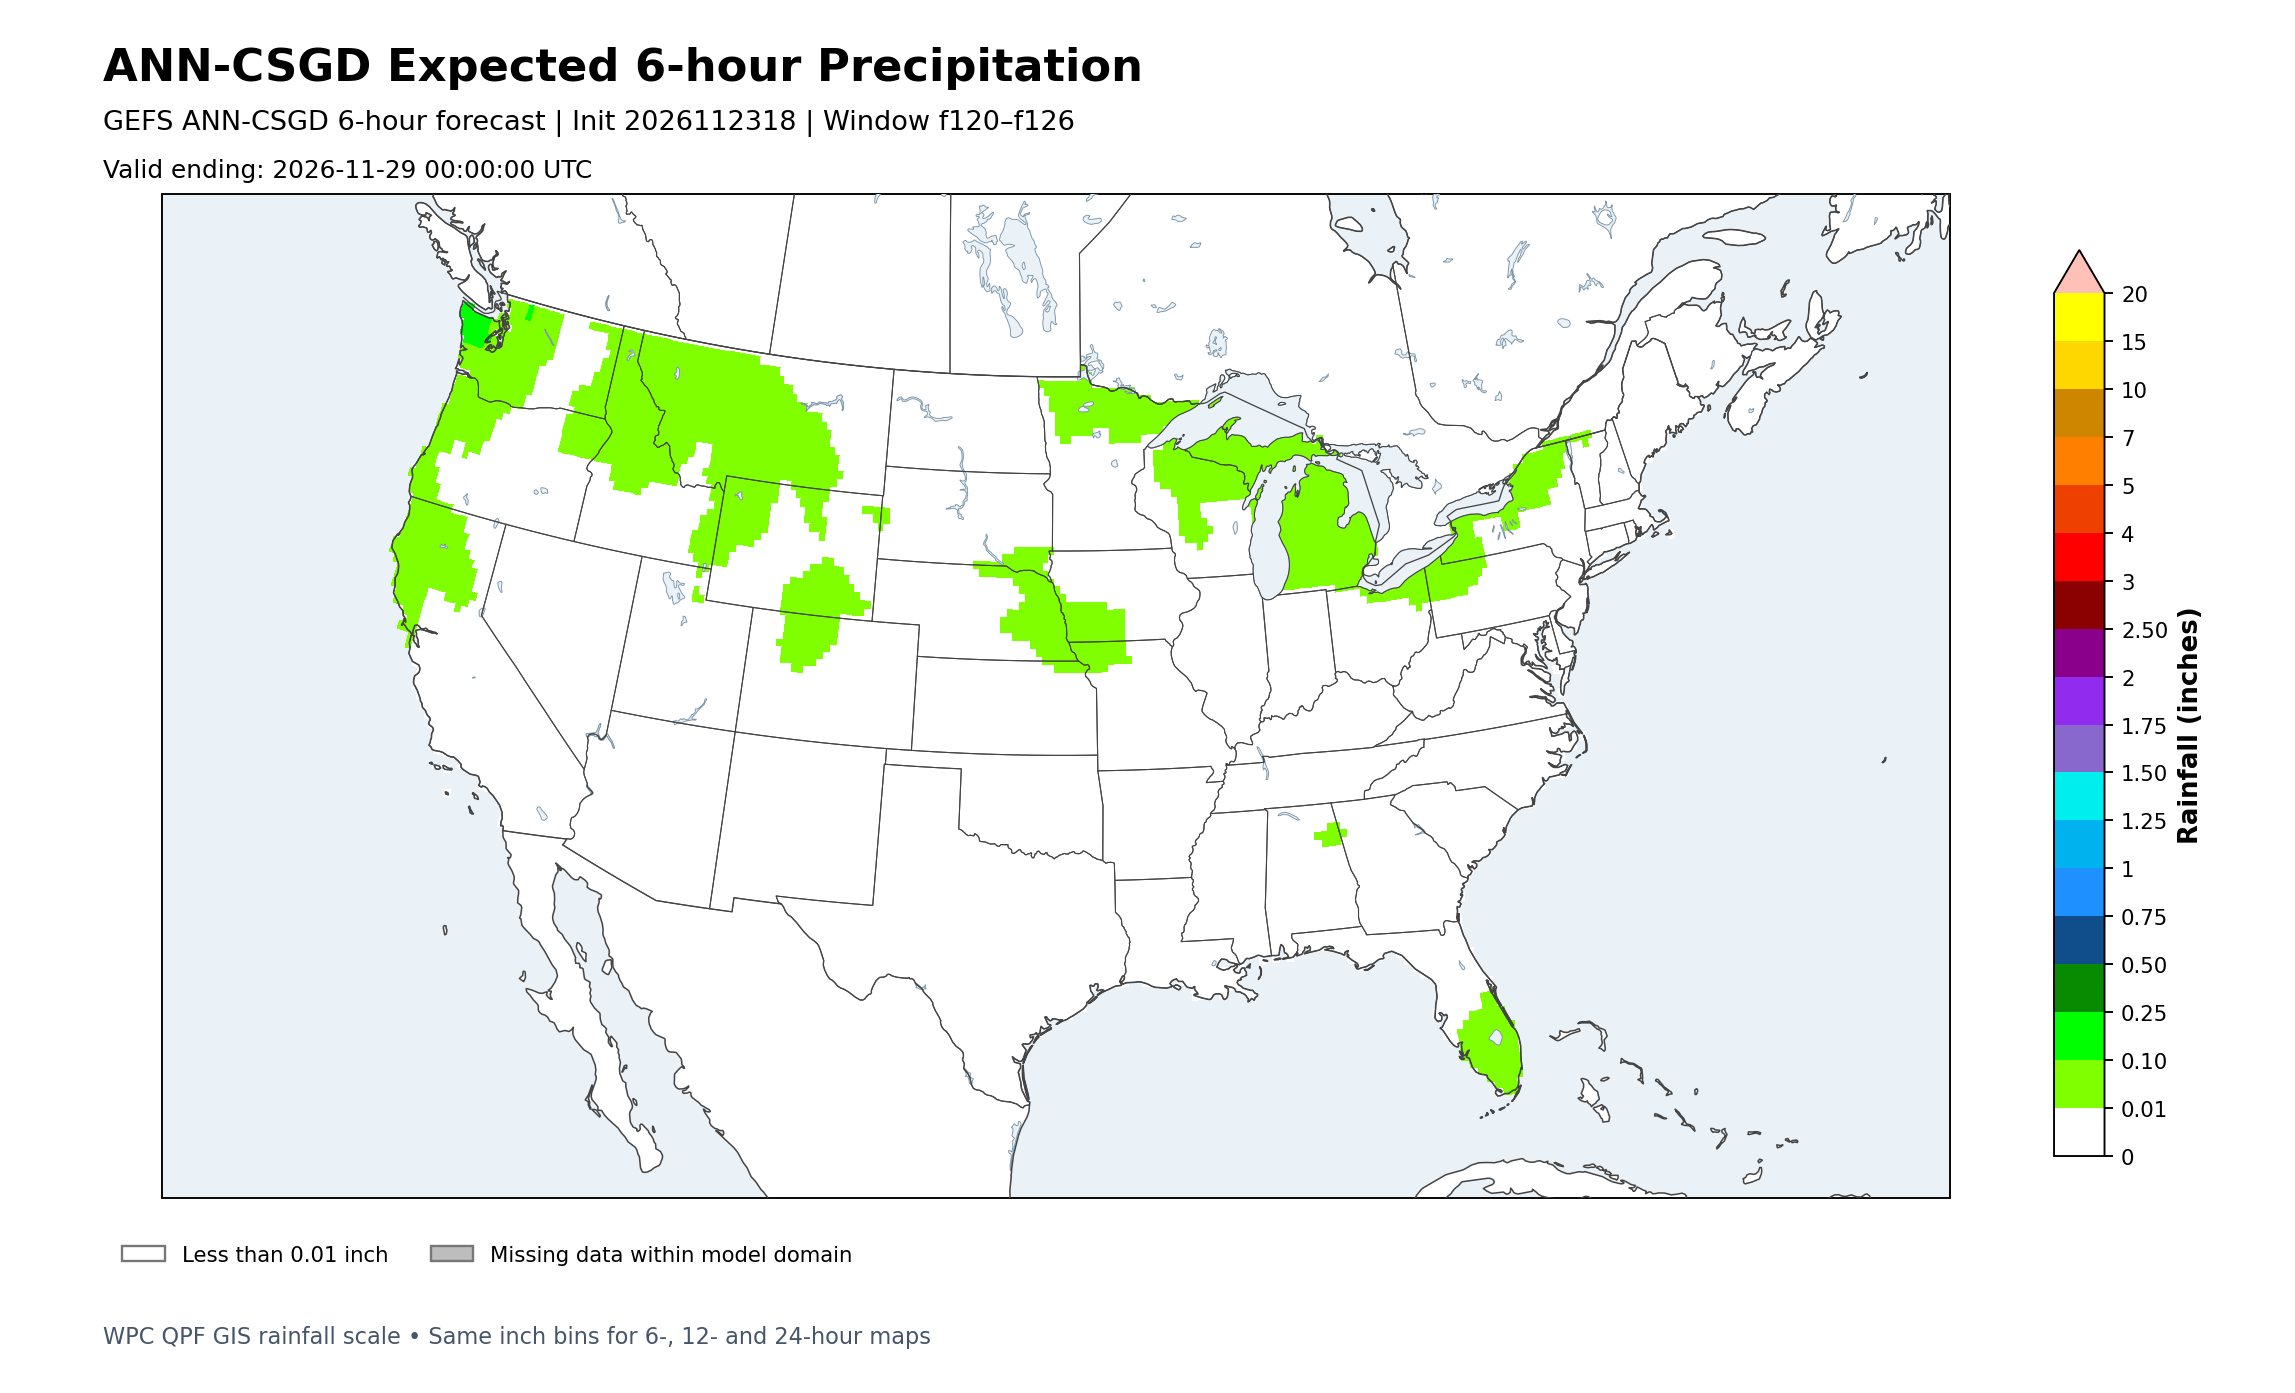 ANN-CSGD Expected 6-hour Precipitation
GEFS ANN-CSGD 6-hour forecast | Init 2026112318 | Window f120–f126
Valid ending: 2026-11-29 00:00:00 UTC
20
15
10
7
5
4
3
2.50
2
1.75
1.50
1.25
1
0.75
0.50
0.25
0.10
0.01
0
Rainfall (inches)
Less than 0.01 inch
Missing data within model domain
WPC QPF GIS rainfall scale • Same inch bins for 6-, 12- and 24-hour maps